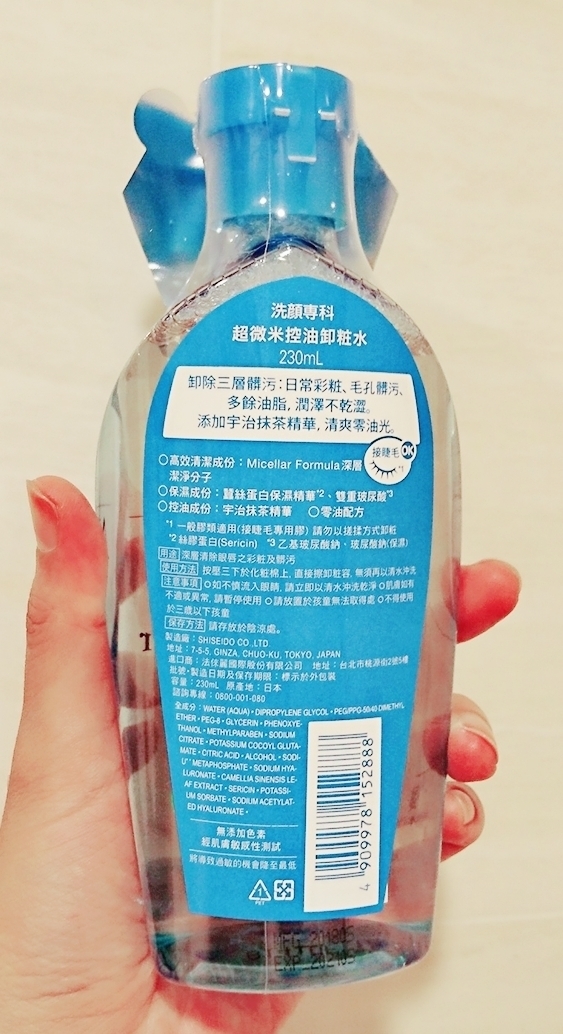 洗顔専科
超微米控油卸粧水
230mL
卸除三層髒污：日常彩粧、毛孔髒污、
多餘油脂，潤澤不乾澀。
添加宇治抹茶精華，清爽零油光。
接睫毛OK
*1
○高效清潔成份：Micellar Formula深層
潔淨分子
○保濕成份：蠶絲蛋白保濕精華*2、雙重玻尿酸*3
○控油成份：宇治抹茶精華 ○零油配方
*1 一般膠類適用(接睫毛專用膠) 請勿以搓揉方式卸粧
*2 絲膠蛋白(Sericin) *3 乙基玻尿酸鈉、玻尿酸鈉(保濕)
用途 深層清除眼唇之彩粧及髒污
使用方法 按壓三下於化粧棉上，直接擦卸粧容，無須再以清水沖洗
注意事項 ○如不慎流入眼睛，請立即以清水沖洗乾淨 ○肌膚如有
不適或異常，請暫停使用 ○請放置於孩童無法取得處 ○不得使用
於三歲以下孩童
保存方法 請存放於陰涼處。
製造廠：SHISEIDO CO.,LTD
地址：7-5-5, GINZA, CHUO-KU, TOKYO, JAPAN
進口商：法徠麗國際股份有限公司 地址：台北市桃源街2號5樓
批號·製造日期及保存期限：標示於外包裝
容量：230mL 原產地：日本
諮詢專線：0800-001-080
全成分：WATER (AQUA)・DIPROPYLENE GLYCOL・PEG/PPG-50/40 DIMETHYL
ETHER・PEG-8・GLYCERIN・PHENOXYE-
THANOL・METHYLPARABEN・SODIUM
CITRATE・POTASSIUM COCOYL GLUTA-
MATE・CITRIC ACID・ALCOHOL・SODI-
UM METAPHOSPHATE・SODIUM HYA-
LURONATE・CAMELLIA SINENSIS LE-
AF EXTRACT・SERICIN・POTASSI-
UM SORBATE・SODIUM ACETYLAT-
ED HYALURONATE・
無添加色素
經肌膚敏感性測試
將導致過敏的機會降至最低
1
PET
4 909978 152888
MFG 201805
EXP 202105